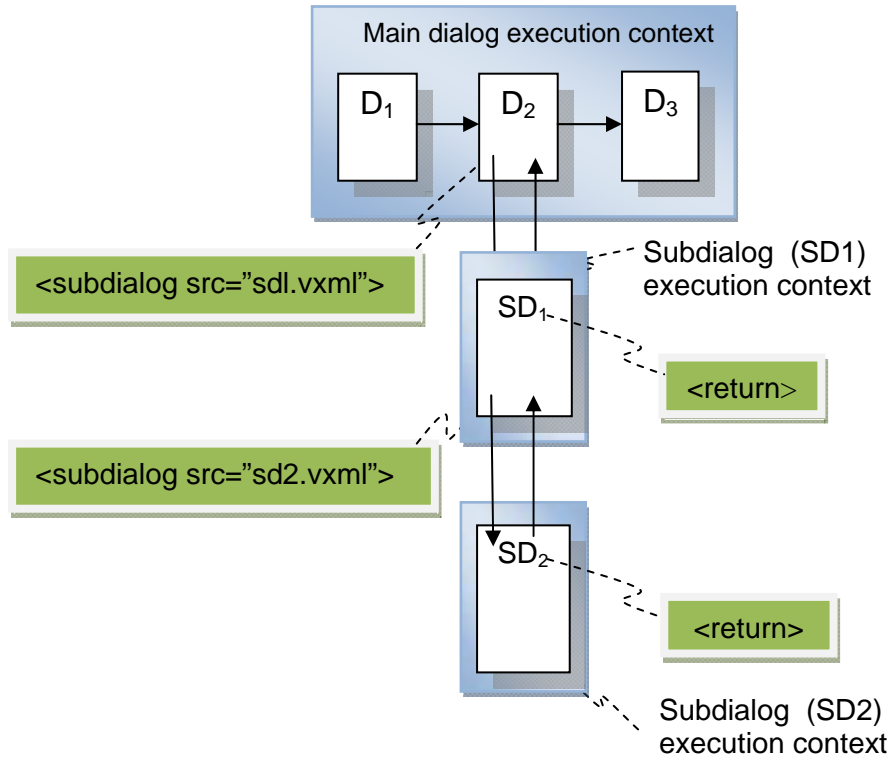 Main dialog execution context
D₁
D₂
D₃
<subdialog src=”sdl.vxml”>
Subdialog (SD1)
execution context
SD₁
<return>
<subdialog src=”sd2.vxml”>
SD₂
<return>
Subdialog (SD2)
execution context